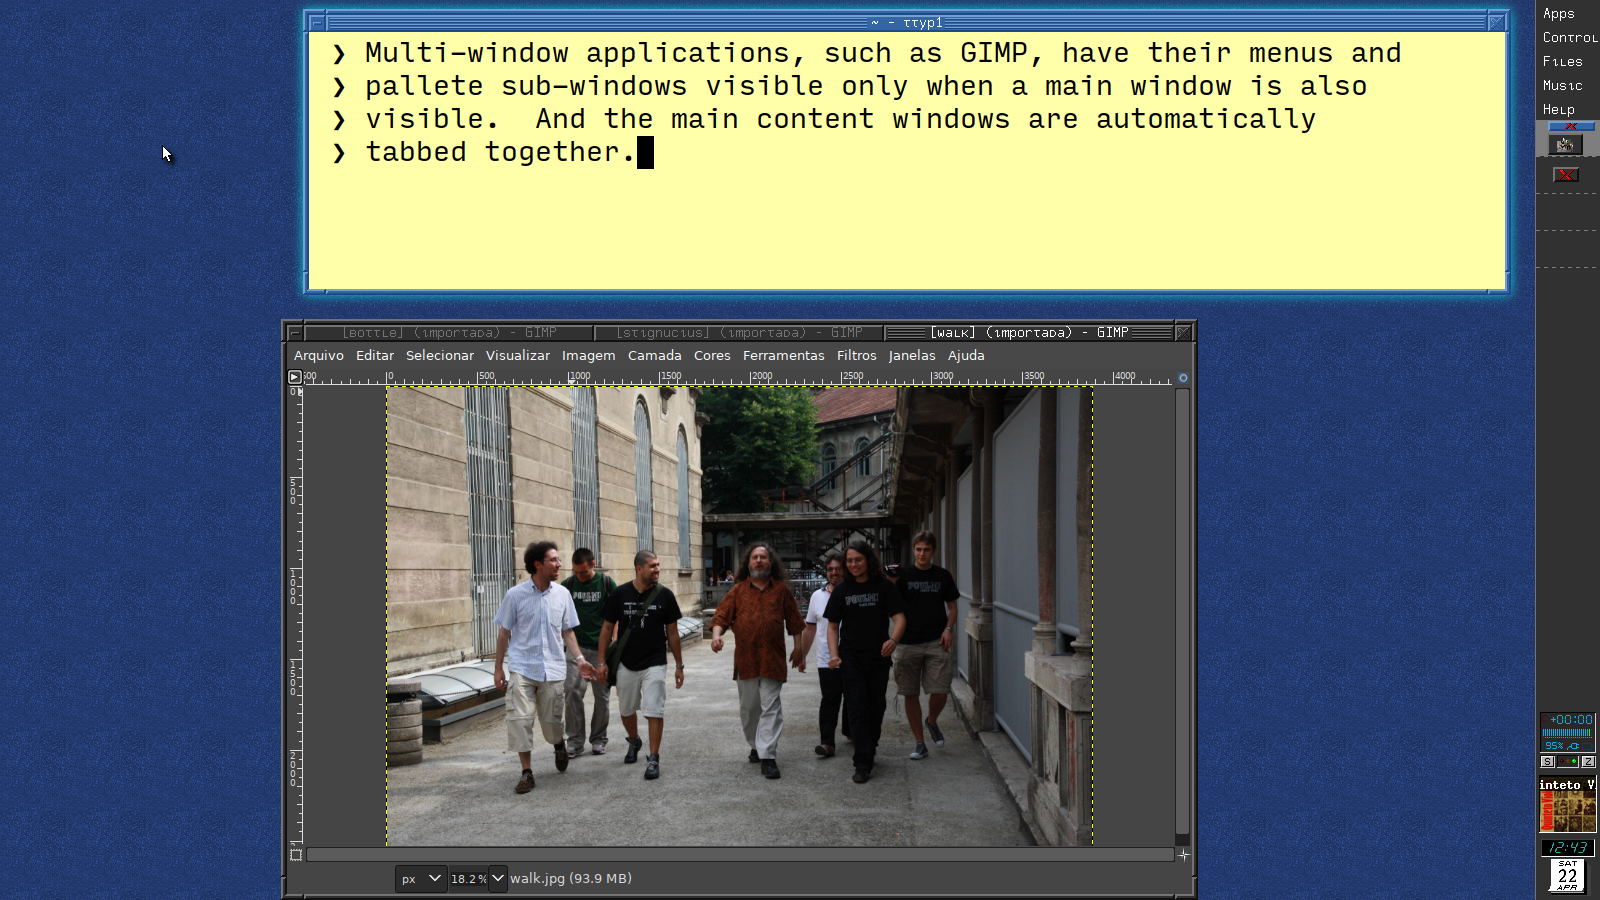 ~ - ττyp1
❯ Multi-window applications, such as GIMP, have their menus and
❯ pallete sub-windows visible only when a main window is also
❯ visible.  And the main content windows are automatically
❯ tabbed together.
[bottle] (importada) - GIMP
[stignucius] (importada) - GIMP
[walk] (importada) - GIMP
Arquivo Editar Selecionar Visualizar Imagem Camada Cores Ferramentas Filtros Janelas Ajuda
0 500 1000 1500 2000 2500 3000 3500 4000
0
500
1000
1500
2000
px 18.2 % walk.jpg (93.9 MB)
Apps
Control
Files
Music
Help
+00:00
95%
S Z
inteto V
12:43
SAT
22
APR